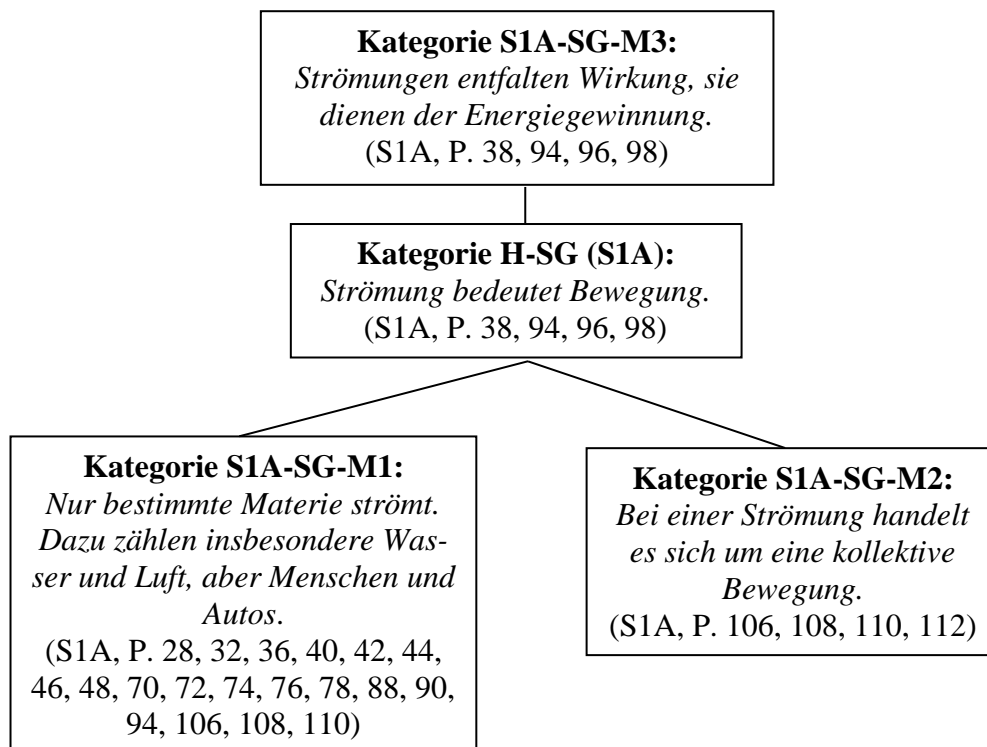 Kategorie S1A-SG-M3:
Strömungen entfalten Wirkung, sie
dienen der Energiegewinnung.
(S1A, P. 38, 94, 96, 98)
Kategorie H-SG (S1A):
Strömung bedeutet Bewegung.
(S1A, P. 38, 94, 96, 98)
Kategorie S1A-SG-M1:
Nur bestimmte Materie strömt.
Dazu zählen insbesondere Was-
ser und Luft, aber Menschen und
Autos.
(S1A, P. 28, 32, 36, 40, 42, 44,
46, 48, 70, 72, 74, 76, 78, 88, 90,
94, 106, 108, 110)
Kategorie S1A-SG-M2:
Bei einer Strömung handelt
es sich um eine kollektive
Bewegung.
(S1A, P. 106, 108, 110, 112)